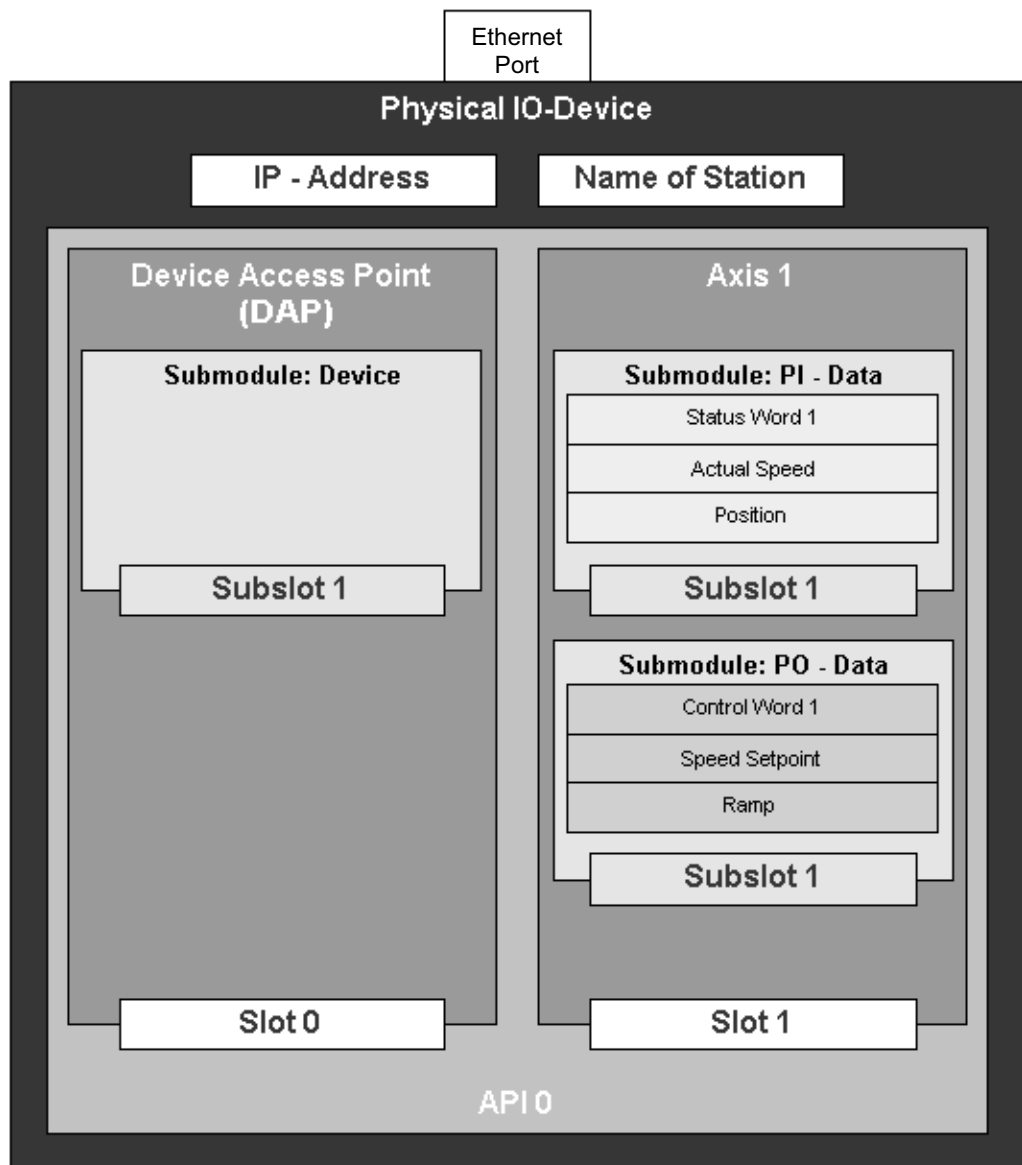 Ethernet
Port
Physical IO-Device
IP - Address
Name of Station
Device Access Point
(DAP)
Submodule: Device
Subslot 1
Slot 0
Axis 1
Submodule: PI - Data
Status Word 1
Actual Speed
Position
Subslot 1
Submodule: PO - Data
Control Word 1
Speed Setpoint
Ramp
Subslot 1
Slot 1
API 0